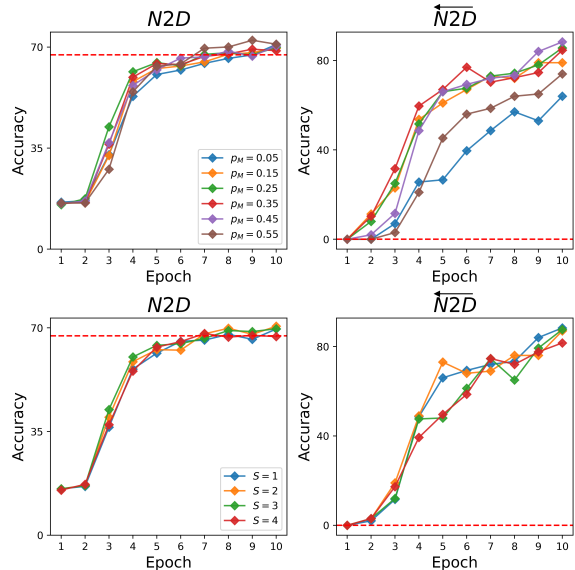 N2D
Accuracy
70
35
0
p_M = 0.05
p_M = 0.15
p_M = 0.25
p_M = 0.35
p_M = 0.45
p_M = 0.55
1 2 3 4 5 6 7 8 9 10
Epoch
←N2D
Accuracy
80
40
0
1 2 3 4 5 6 7 8 9 10
Epoch
N2D
Accuracy
70
35
0
S = 1
S = 2
S = 3
S = 4
1 2 3 4 5 6 7 8 9 10
Epoch
←N2D
Accuracy
80
40
0
1 2 3 4 5 6 7 8 9 10
Epoch